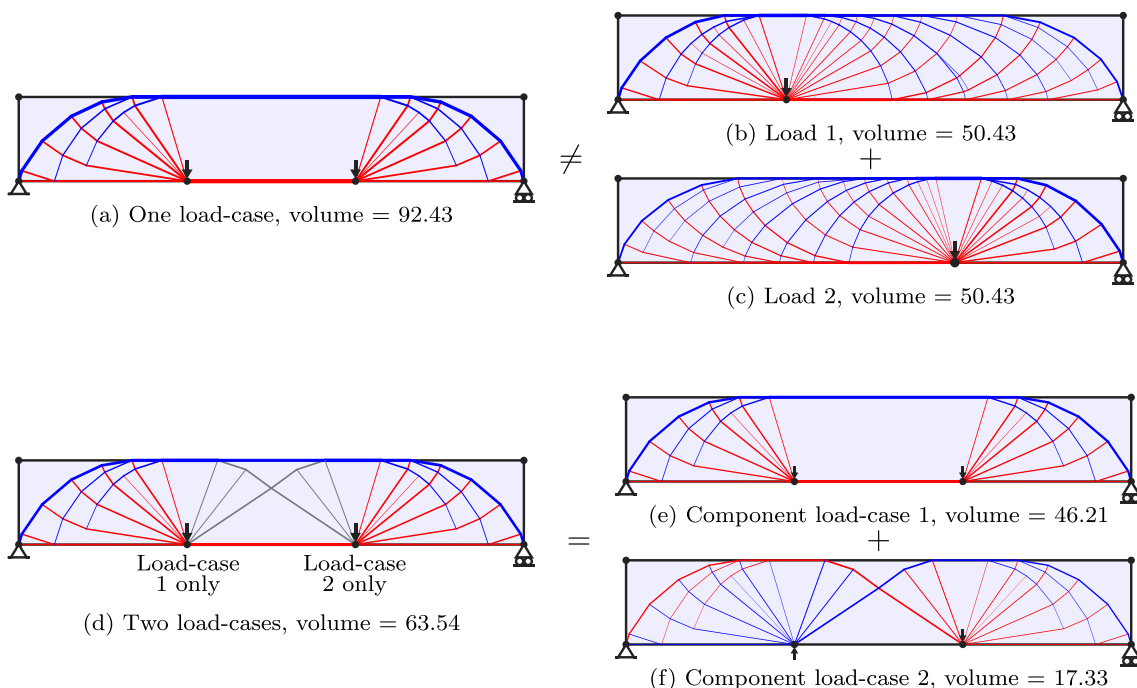 (a) One load-case, volume = 92.43
≠
(b) Load 1, volume = 50.43
+
(c) Load 2, volume = 50.43
Load-case
1 only
Load-case
2 only
(d) Two load-cases, volume = 63.54
=
(e) Component load-case 1, volume = 46.21
+
(f) Component load-case 2, volume = 17.33